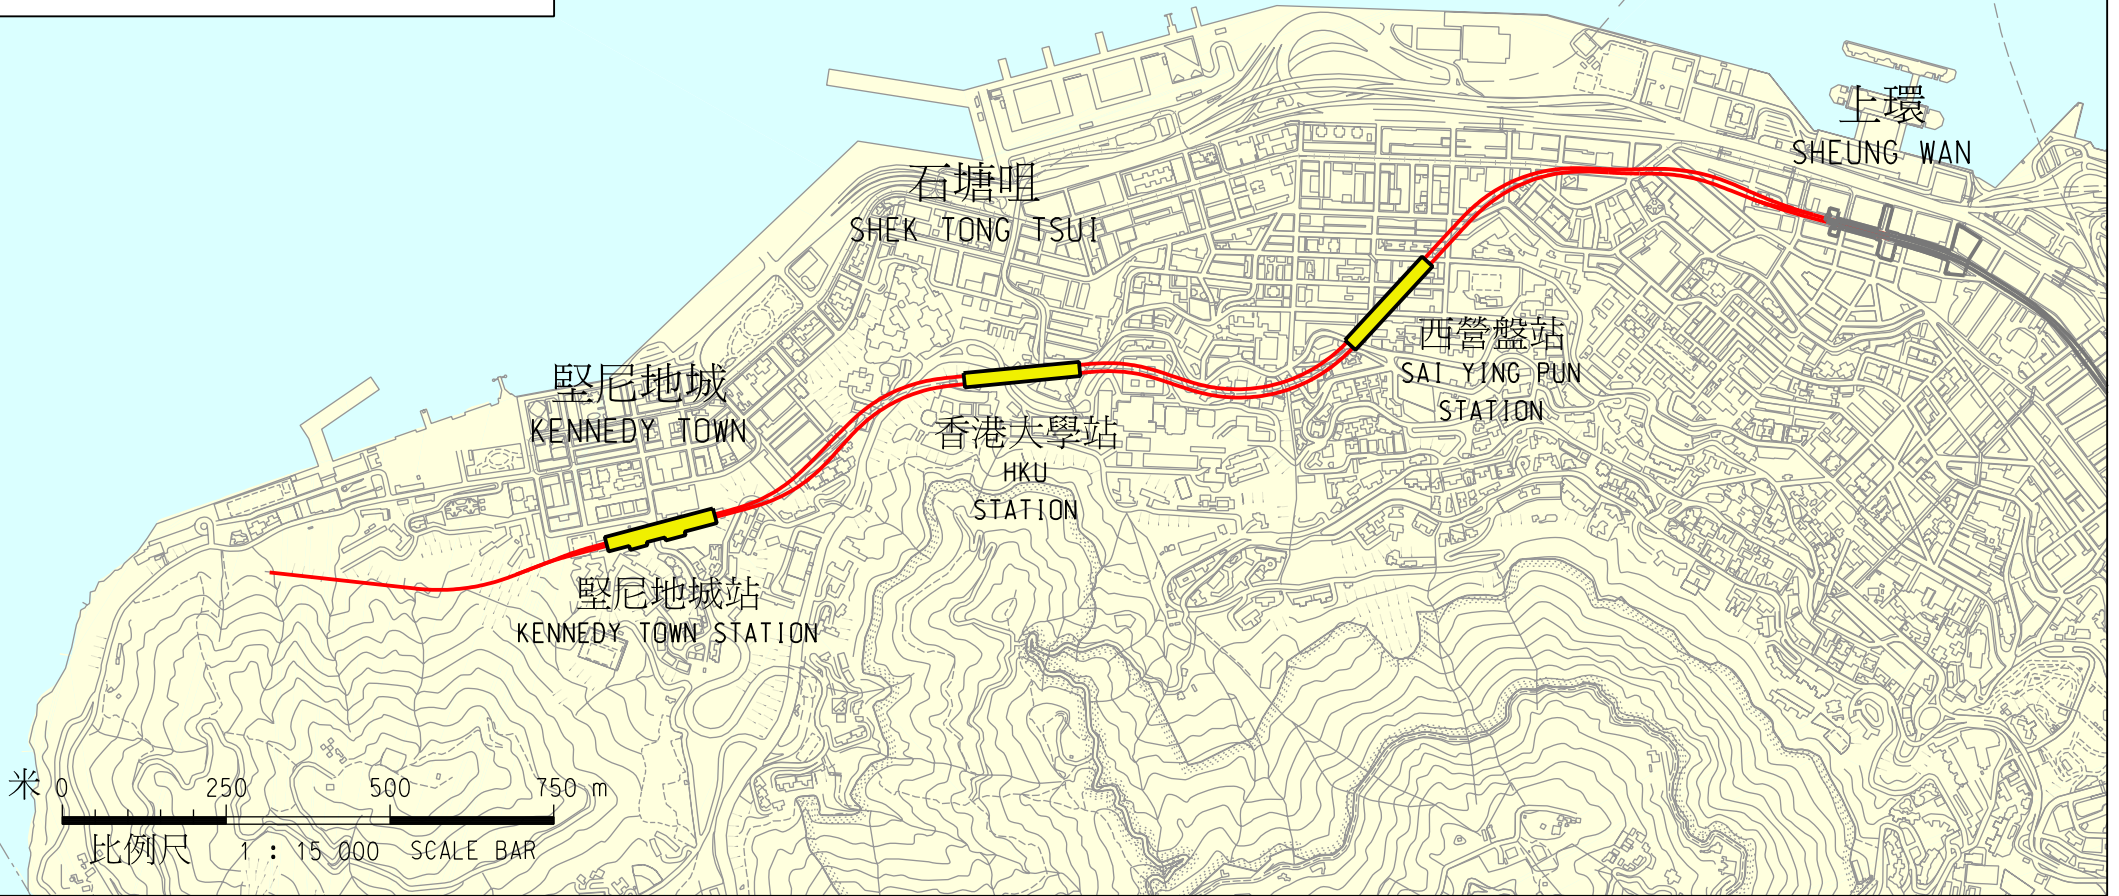 上環
SHEUNG WAN
石塘咀
SHEK TONG TSUI
西營盤站
SAI YING PUN
STATION
堅尼地城
KENNEDY TOWN
香港大學站
HKU
STATION
堅尼地城站
KENNEDY TOWN STATION
米 0 250 500 750 m
比例尺 1 : 15 000 SCALE BAR